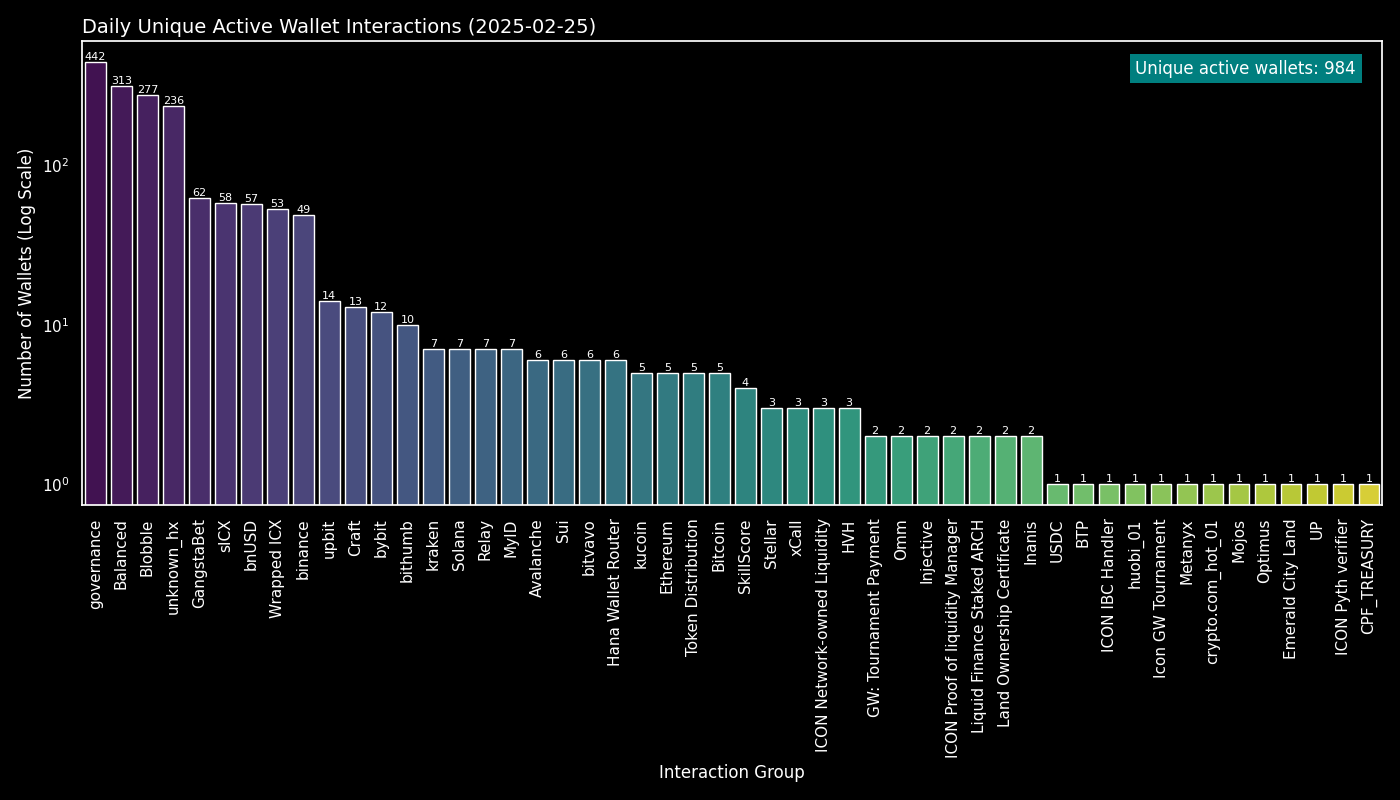 Daily Unique Active Wallet Interactions (2025-02-25)
Unique active wallets: 984
Number of Wallets (Log Scale)
10²
10¹
10⁰
442
313
277
236
62
58
57
53
49
14
13
12
10
7
7
7
7
6
6
6
6
5
5
5
5
4
3
3
3
3
2
2
2
2
2
2
2
1
1
1
1
1
1
1
1
1
1
1
1
1
governance
Balanced
Blobble
unknown_hx
GangstaBet
sICX
bnUSD
Wrapped ICX
binance
upbit
Craft
bybit
bithumb
kraken
Solana
Relay
MyID
Avalanche
Sui
bitvavo
Hana Wallet Router
kucoin
Ethereum
Token Distribution
Bitcoin
SkillScore
Stellar
xCall
ICON Network-owned Liquidity
HVH
GW: Tournament Payment
Omm
Injective
ICON Proof of liquidity Manager
Liquid Finance Staked ARCH
Land Ownership Certificate
Inanis
USDC
BTP
ICON IBC Handler
huobi_01
Icon GW Tournament
Metanyx
crypto.com_hot_01
Mojos
Optimus
Emerald City Land
UP
ICON Pyth verifier
CPF_TREASURY
Interaction Group